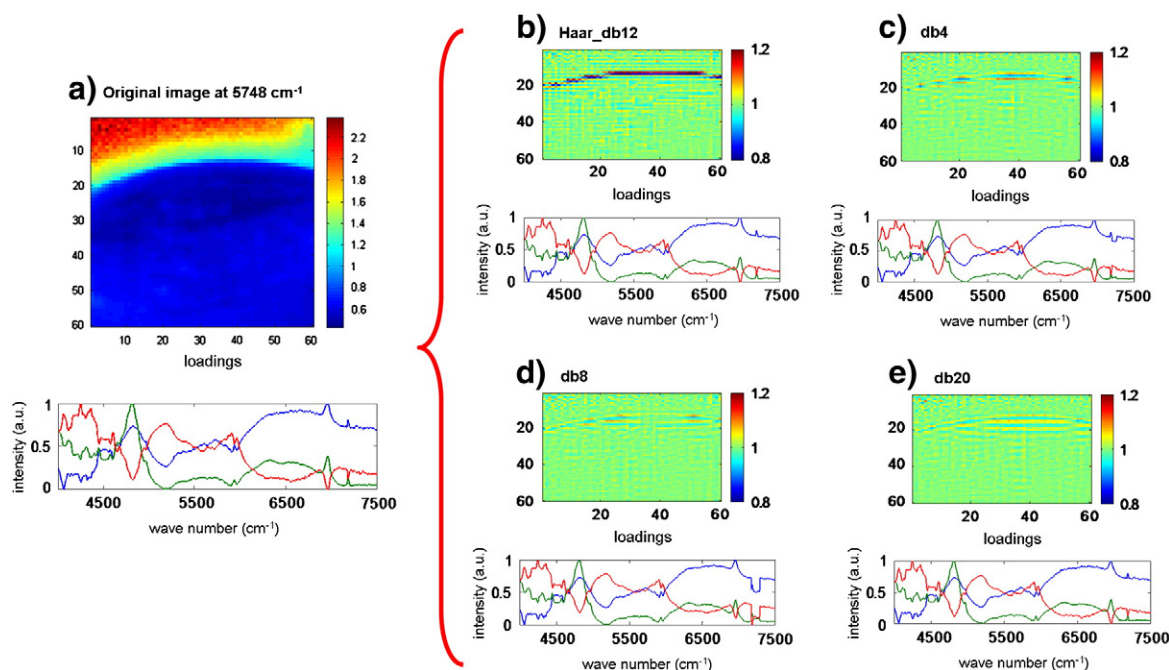 a) Original image at 5748 cm⁻¹
10
20
30
40
50
60
10 20 30 40 50 60
2.2
2
1.8
1.6
1.4
1.2
1
0.8
0.6
loadings
intensity (a.u.)
1
0.5
0
4500 5500 6500 7500
wave number (cm⁻¹)
b) Haar_db12
20
40
60
20 40 60
1.2
1
0.8
loadings
intensity (a.u.)
1
0.5
0
4500 5500 6500 7500
wave number (cm⁻¹)
c) db4
20
40
60
20 40 60
1.2
1
0.8
loadings
intensity (a.u.)
1
0.5
0
4500 5500 6500 7500
wave number (cm⁻¹)
d) db8
20
40
60
20 40 60
1.2
1
0.8
loadings
intensity (a.u.)
1
0.5
0
4500 5500 6500 7500
wave number (cm⁻¹)
e) db20
20
40
60
20 40 60
1.2
1
0.8
loadings
intensity (a.u.)
1
0.5
0
4500 5500 6500 7500
wave number (cm⁻¹)